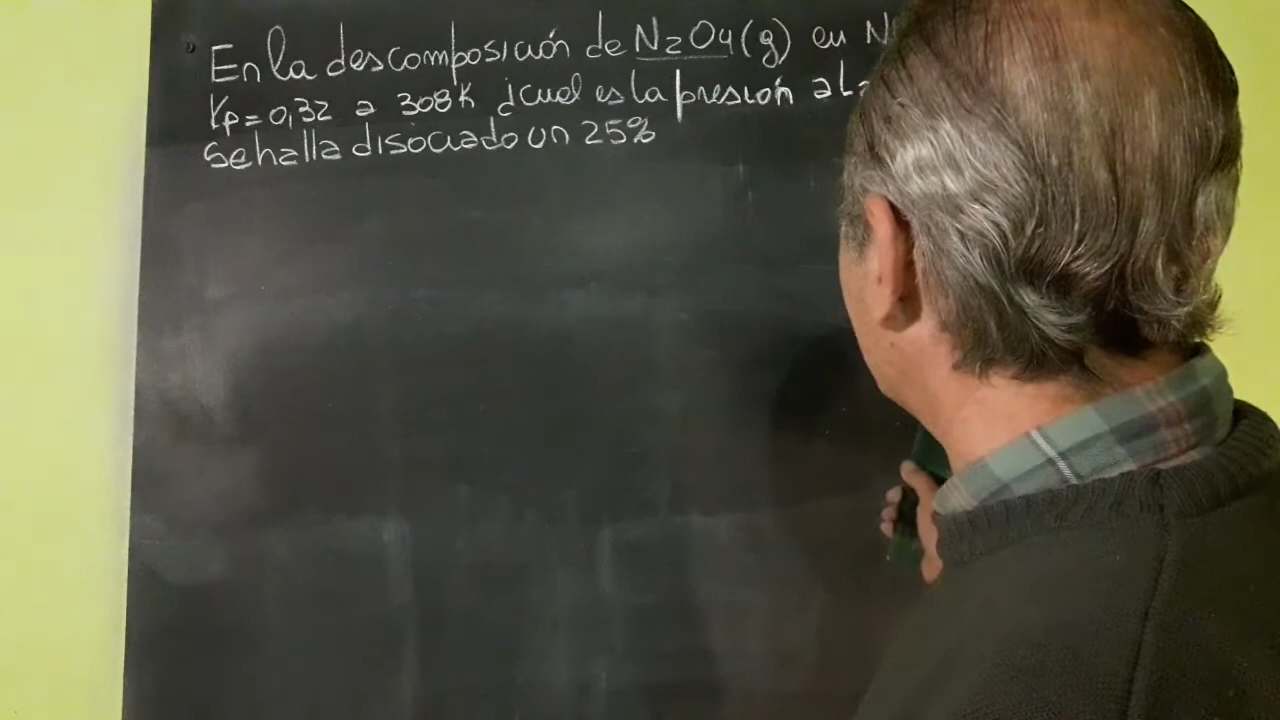 En la descomposición de N₂O₄(g) en N
Kp = 0,32 a 308K ¿cual es la presión a la
Se halla disociado un 25%